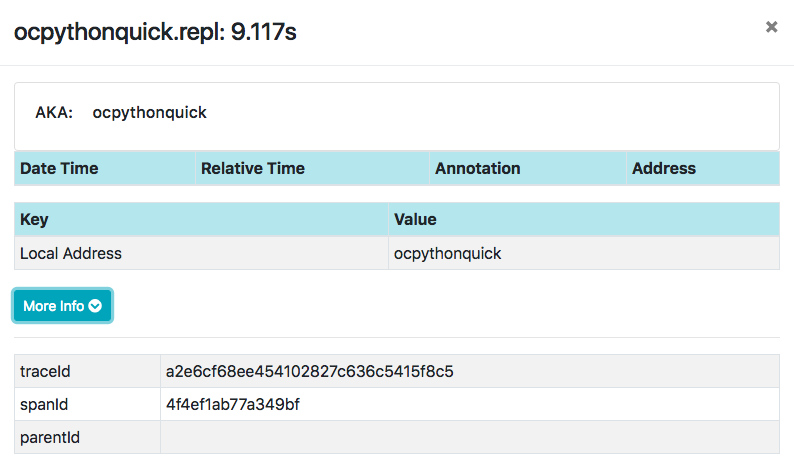 ocpythonquick.repl: 9.117s
AKA: ocpythonquick
Date Time Relative Time Annotation Address
Key Value
Local Address ocpythonquick
More Info
traceId a2e6cf68ee454102827c636c5415f8c5
spanId 4f4ef1ab77a349bf
parentId